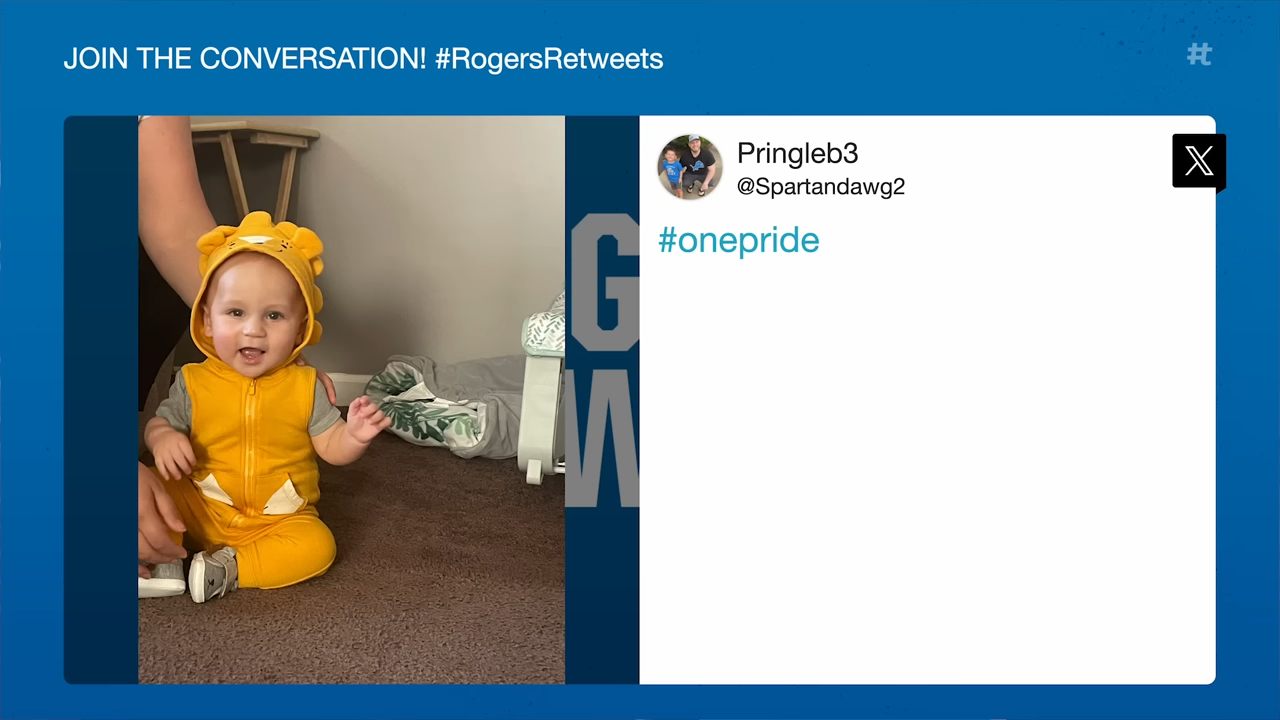 JOIN THE CONVERSATION! #RogersRetweets
Pringleb3
@Spartandawg2
#onepride
G
W